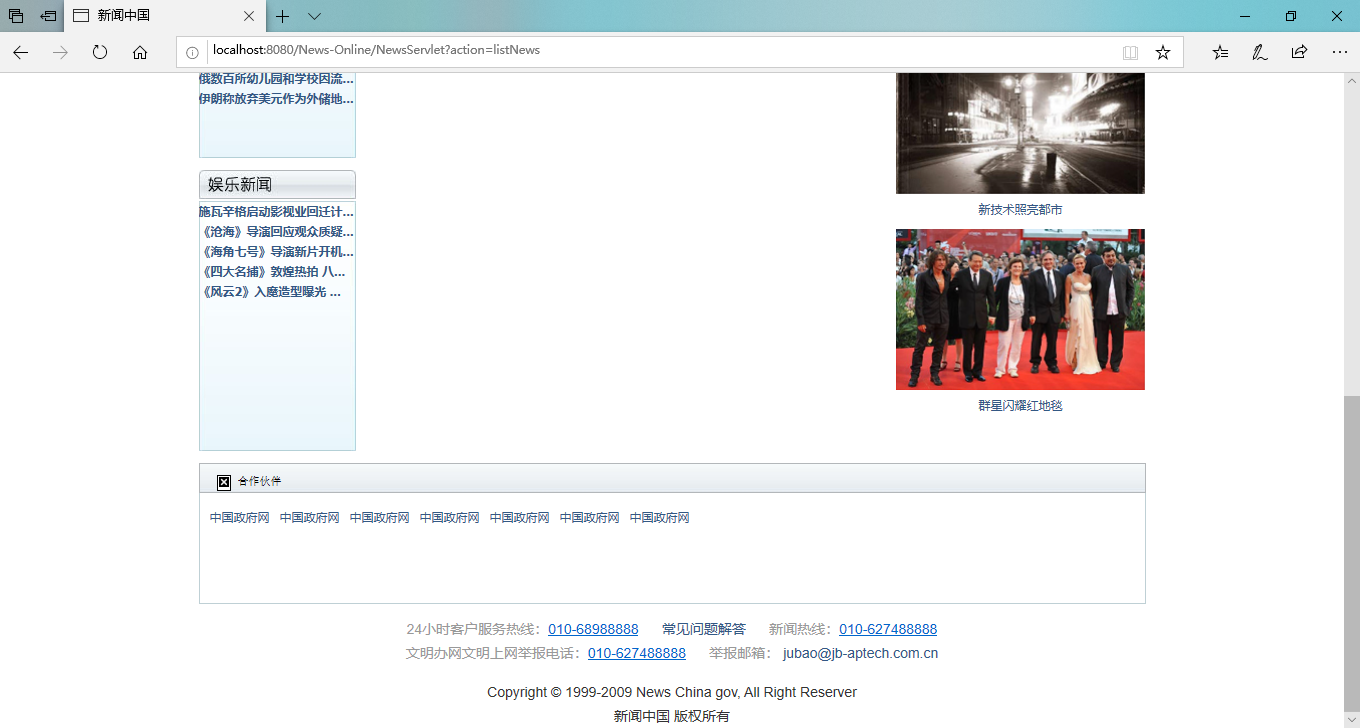 新闻中国
localhost:8080/News-Online/NewsServlet?action=listNews
俄数百所幼儿园和学校因流...
伊朗称放弃美元作为外储地...
娱乐新闻
施瓦辛格启动影视业回迁计...
《沧海》导演回应观众质疑...
《海角七号》导演新片开机...
《四大名捕》敦煌热拍 八...
《风云2》入魔造型曝光 ...
新技术照亮都市
群星闪耀红地毯
合作伙伴
中国政府网 中国政府网 中国政府网 中国政府网 中国政府网 中国政府网 中国政府网
24小时客户服务热线：010-68988888 常见问题解答 新闻热线：010-627488888
文明办网文明上网举报电话：010-627488888 举报邮箱： jubao@jb-aptech.com.cn
Copyright © 1999-2009 News China gov, All Right Reserver
新闻中国 版权所有